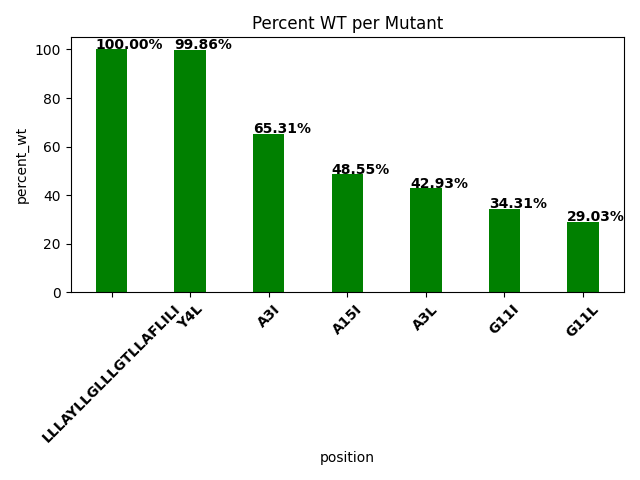 Percent WT per Mutant
percent_wt
100
80
60
40
20
0
100.00%
99.86%
65.31%
48.55%
42.93%
34.31%
29.03%
LLLAYLLGLLLGTLLAFLILI
Y4L
A3I
A15I
A3L
G11I
G11L
position